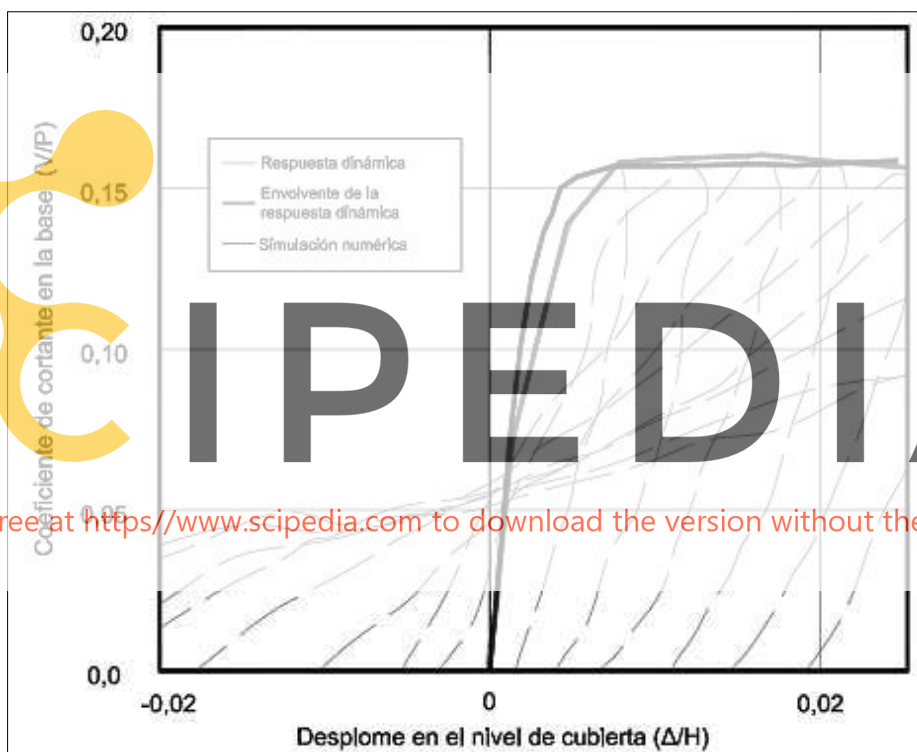 0,20
0,15
0,10
0,05
0,0
-0,02
0
0,02
Coeficiente de cortante en la base (V/P)
Respuesta dinámica
Envolvente de la
respuesta dinámica
Simulación numérica
Desplome en el nivel de cubierta (Δ/H)
CIPEDIA
ree at https//www.scipedia.com to download the version without the